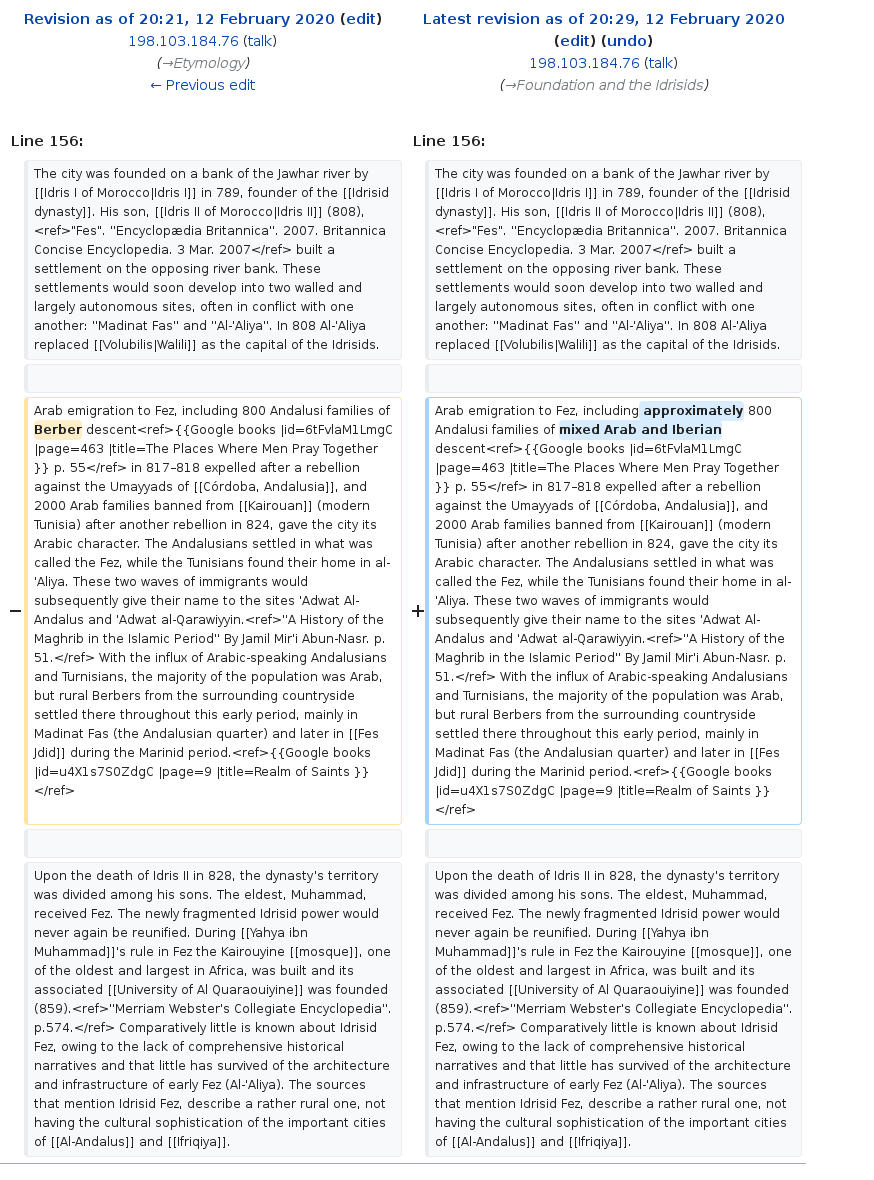 Revision as of 20:21, 12 February 2020 (edit)
198.103.184.76 (talk)
(→Etymology)
← Previous edit
Latest revision as of 20:29, 12 February 2020
(edit) (undo)
198.103.184.76 (talk)
(→Foundation and the Idrisids)
Line 156:
The city was founded on a bank of the Jawhar river by
[[Idris I of Morocco|Idris I]] in 789, founder of the [[Idrisid
dynasty]]. His son, [[Idris II of Morocco|Idris II]] (808),
<ref>"Fes". ''Encyclopædia Britannica''. 2007. Britannica
Concise Encyclopedia. 3 Mar. 2007</ref> built a
settlement on the opposing river bank. These
settlements would soon develop into two walled and
largely autonomous sites, often in conflict with one
another: ''Madinat Fas'' and ''Al-'Aliya''. In 808 Al-'Aliya
replaced [[Volubilis|Walili]] as the capital of the Idrisids.
−
Arab emigration to Fez, including 800 Andalusi families of
Berber descent<ref>{{Google books |id=6tFvlaM1LmgC
|page=463 |title=The Places Where Men Pray Together
}} p. 55</ref> in 817–818 expelled after a rebellion
against the Umayyads of [[Córdoba, Andalusia]], and
2000 Arab families banned from [[Kairouan]] (modern
Tunisia) after another rebellion in 824, gave the city its
Arabic character. The Andalusians settled in what was
called the Fez, while the Tunisians found their home in al-
'Aliya. These two waves of immigrants would
subsequently give their name to the sites 'Adwat Al-
Andalus and 'Adwat al-Qarawiyyin.<ref>''A History of the
Maghrib in the Islamic Period'' By Jamil Mir'i Abun-Nasr. p.
51.</ref> With the influx of Arabic-speaking Andalusians
and Turnisians, the majority of the population was Arab,
but rural Berbers from the surrounding countryside
settled there throughout this early period, mainly in
Madinat Fas (the Andalusian quarter) and later in [[Fes
Jdid]] during the Marinid period.<ref>{{Google books
|id=u4X1s7S0ZdgC |page=9 |title=Realm of Saints }}
</ref>
Upon the death of Idris II in 828, the dynasty's territory
was divided among his sons. The eldest, Muhammad,
received Fez. The newly fragmented Idrisid power would
never again be reunified. During [[Yahya ibn
Muhammad]]'s rule in Fez the Kairouyine [[mosque]], one
of the oldest and largest in Africa, was built and its
associated [[University of Al Quaraouiyine]] was founded
(859).<ref>''Merriam Webster's Collegiate Encyclopedia''.
p.574.</ref> Comparatively little is known about Idrisid
Fez, owing to the lack of comprehensive historical
narratives and that little has survived of the architecture
and infrastructure of early Fez (Al-'Aliya). The sources
that mention Idrisid Fez, describe a rather rural one, not
having the cultural sophistication of the important cities
of [[Al-Andalus]] and [[Ifriqiya]].
Line 156:
The city was founded on a bank of the Jawhar river by
[[Idris I of Morocco|Idris I]] in 789, founder of the [[Idrisid
dynasty]]. His son, [[Idris II of Morocco|Idris II]] (808),
<ref>"Fes". ''Encyclopædia Britannica''. 2007. Britannica
Concise Encyclopedia. 3 Mar. 2007</ref> built a
settlement on the opposing river bank. These
settlements would soon develop into two walled and
largely autonomous sites, often in conflict with one
another: ''Madinat Fas'' and ''Al-'Aliya''. In 808 Al-'Aliya
replaced [[Volubilis|Walili]] as the capital of the Idrisids.
+
Arab emigration to Fez, including approximately 800
Andalusi families of mixed Arab and Iberian
descent<ref>{{Google books |id=6tFvlaM1LmgC
|page=463 |title=The Places Where Men Pray Together
}} p. 55</ref> in 817–818 expelled after a rebellion
against the Umayyads of [[Córdoba, Andalusia]], and
2000 Arab families banned from [[Kairouan]] (modern
Tunisia) after another rebellion in 824, gave the city its
Arabic character. The Andalusians settled in what was
called the Fez, while the Tunisians found their home in al-
'Aliya. These two waves of immigrants would
subsequently give their name to the sites 'Adwat Al-
Andalus and 'Adwat al-Qarawiyyin.<ref>''A History of the
Maghrib in the Islamic Period'' By Jamil Mir'i Abun-Nasr. p.
51.</ref> With the influx of Arabic-speaking Andalusians
and Turnisians, the majority of the population was Arab,
but rural Berbers from the surrounding countryside
settled there throughout this early period, mainly in
Madinat Fas (the Andalusian quarter) and later in [[Fes
Jdid]] during the Marinid period.<ref>{{Google books
|id=u4X1s7S0ZdgC |page=9 |title=Realm of Saints }}
</ref>
Upon the death of Idris II in 828, the dynasty's territory
was divided among his sons. The eldest, Muhammad,
received Fez. The newly fragmented Idrisid power would
never again be reunified. During [[Yahya ibn
Muhammad]]'s rule in Fez the Kairouyine [[mosque]], one
of the oldest and largest in Africa, was built and its
associated [[University of Al Quaraouiyine]] was founded
(859).<ref>''Merriam Webster's Collegiate Encyclopedia''.
p.574.</ref> Comparatively little is known about Idrisid
Fez, owing to the lack of comprehensive historical
narratives and that little has survived of the architecture
and infrastructure of early Fez (Al-'Aliya). The sources
that mention Idrisid Fez, describe a rather rural one, not
having the cultural sophistication of the important cities
of [[Al-Andalus]] and [[Ifriqiya]].